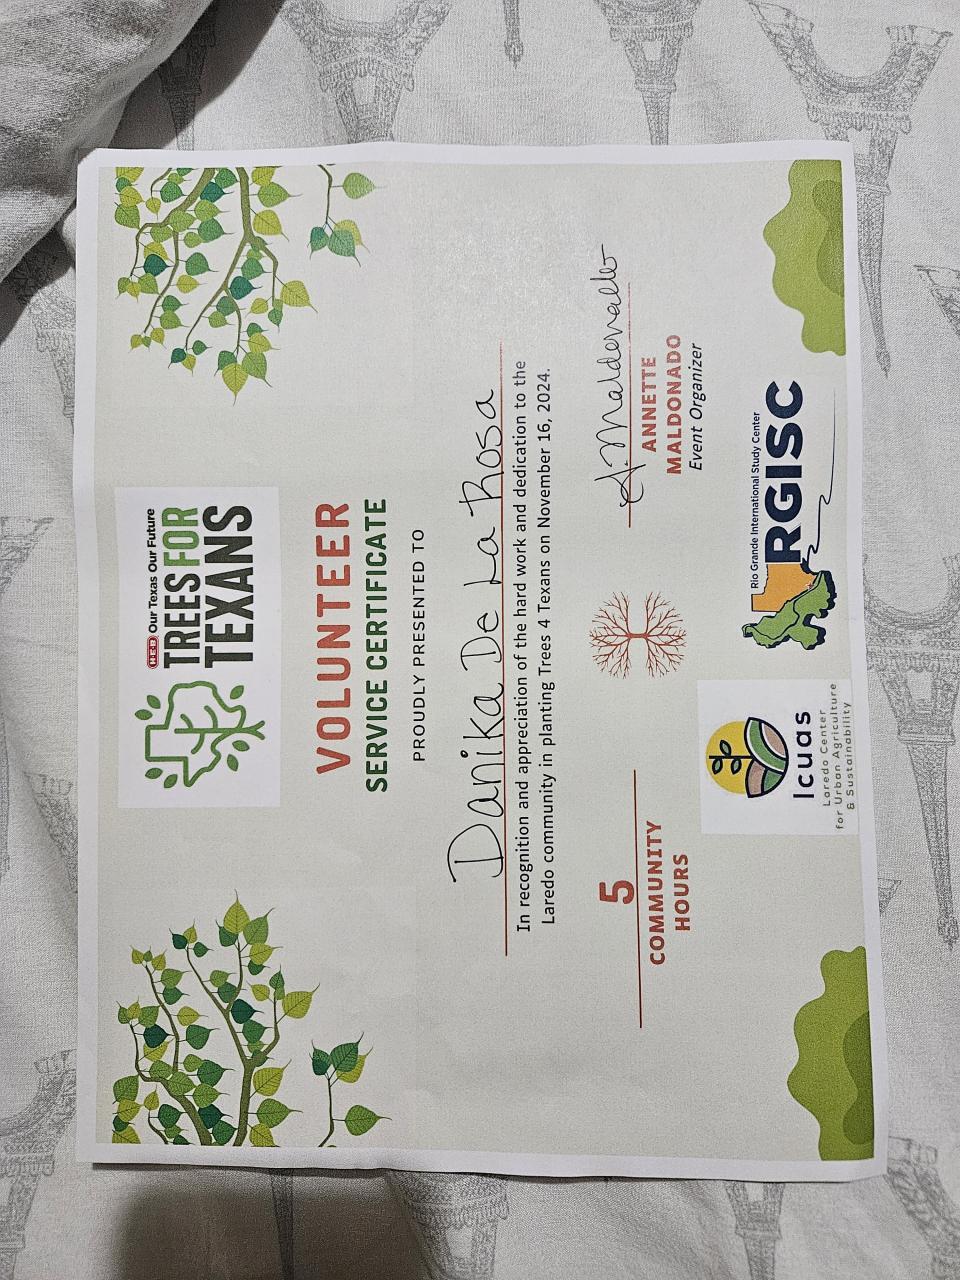 H-E-B Our Texas Our Future
TREES FOR
TEXANS
VOLUNTEER
SERVICE CERTIFICATE
PROUDLY PRESENTED TO
Danika De La Rosa
In recognition and appreciation of the hard work and dedication to the
Laredo community in planting Trees 4 Texans on November 16, 2024.
5
COMMUNITY
HOURS
A. Maldonado
ANNETTE
MALDONADO
Event Organizer
lcuas
Laredo Center
for Urban Agriculture
& Sustainability
Rio Grande International Study Center
RGISC